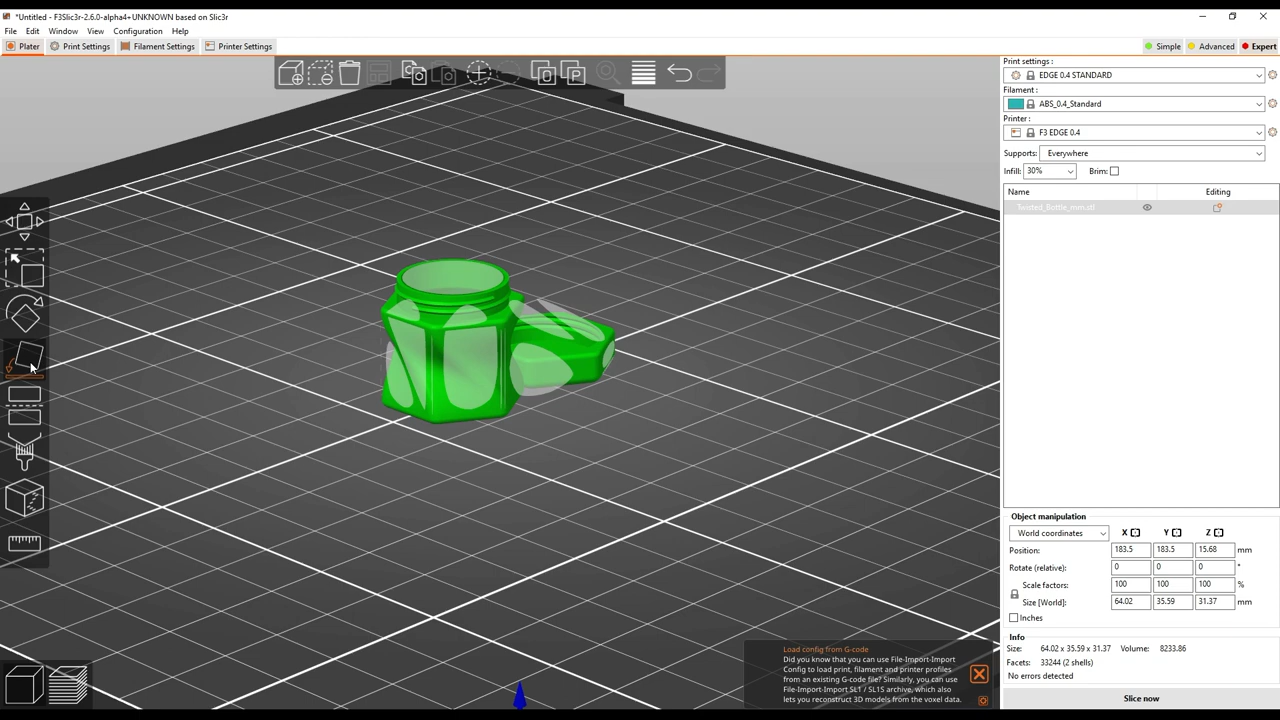 *Untitled - F3Slic3r-2.6.0-alpha4+UNKNOWN based on Slic3r
File Edit Window View Configuration Help
Plater Print Settings Filament Settings Printer Settings
Simple Advanced Expert
Print settings :
EDGE 0.4 STANDARD
Filament :
ABS_0.4_Standard
Printer :
F3 EDGE 0.4
Supports: Everywhere
Infill: 30% Brim:
Name Editing
Twisted_Bottle_mm.stl
Object manipulation
World coordinates X Y Z
Position: 183.5 183.5 15.68 mm
Rotate (relative): 0 0 0 °
Scale factors: 100 100 100 %
Size [World]: 64.02 35.59 31.37 mm
Inches
Info
Size: 64.02 x 35.59 x 31.37 Volume: 8233.86
Facets: 33244 (2 shells)
No errors detected
Slice now
Load config from G-code
Did you know that you can use File-Import-Import
Config to load print, filament and printer profiles
from an existing G-code file? Similarly, you can use
File-Import-Import SL1 / SL1S archive, which also
lets you reconstruct 3D models from the voxel data.